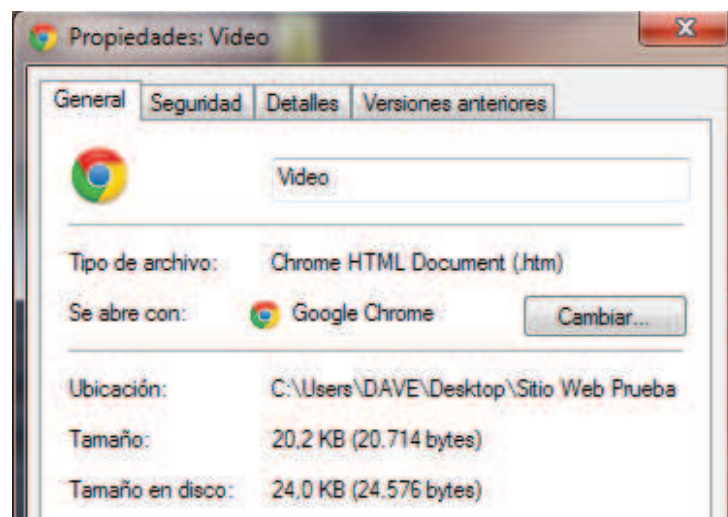 Propiedades: Video
General Seguridad Detalles Versiones anteriores
Video
Tipo de archivo: Chrome HTML Document (.htm)
Se abre con: Google Chrome Cambiar...
Ubicación: C:\Users\DAVE\Desktop\Sitio Web Prueba
Tamaño: 20,2 KB (20.714 bytes)
Tamaño en disco: 24,0 KB (24.576 bytes)